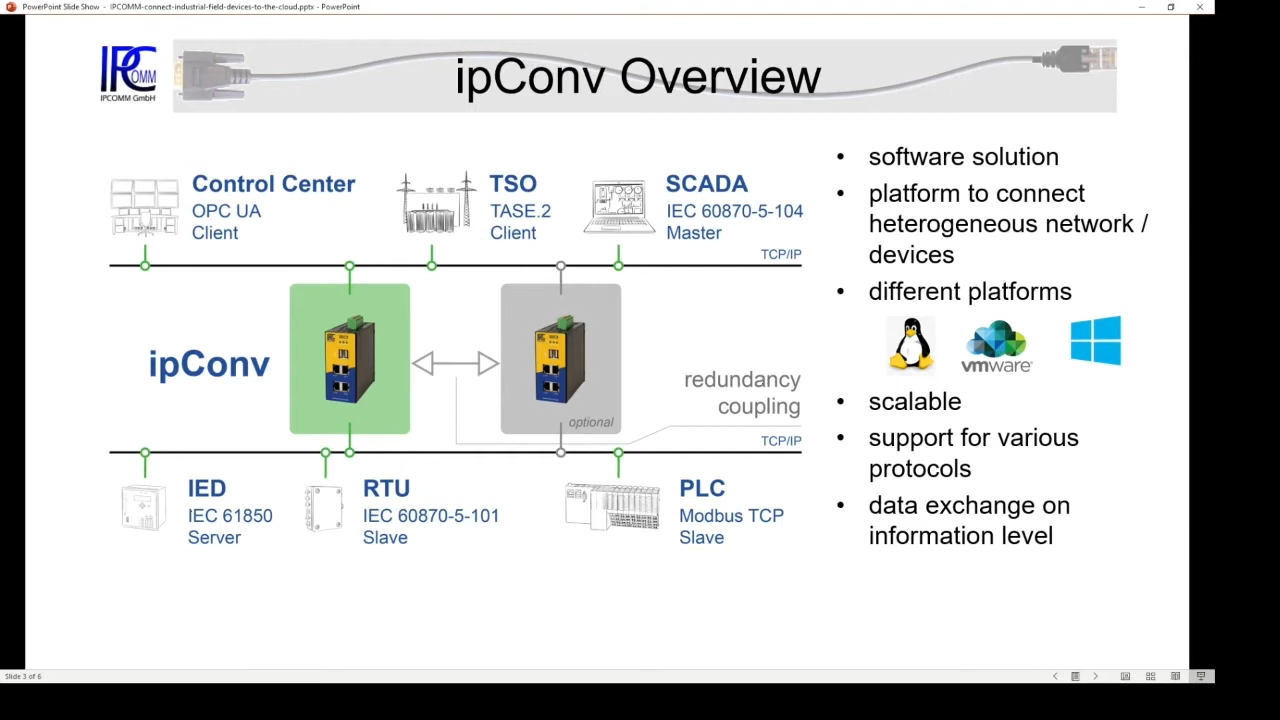 PowerPoint Slide Show - IPCOMM-connect-industrial-field-devices-to-the-cloud.pptx - PowerPoint
IPC
OMM
IPCOMM GmbH
ipConv Overview
Control Center
OPC UA
Client
TSO
TASE.2
Client
SCADA
IEC 60870-5-104
Master
TCP/IP
ipConv
optional
redundancy
coupling
TCP/IP
IED
IEC 61850
Server
RTU
IEC 60870-5-101
Slave
PLC
Modbus TCP
Slave
• software solution
• platform to connect
heterogeneous network /
devices
• different platforms
vmware
• scalable
• support for various
protocols
• data exchange on
information level
Slide 3 of 6